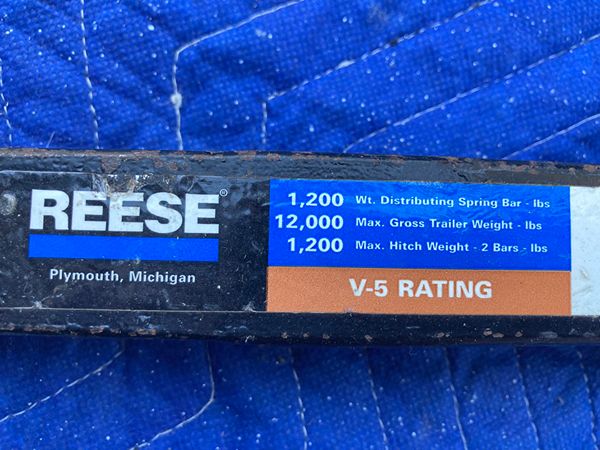 REESE®
Plymouth, Michigan
1,200 Wt. Distributing Spring Bar - lbs
12,000 Max. Gross Trailer Weight - lbs
1,200 Max. Hitch Weight - 2 Bars - lbs
V-5 RATING